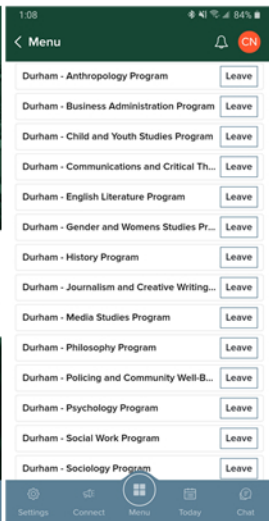 1:08
84%
Menu
CN
Durham - Anthropology Program Leave
Durham - Business Administration Program Leave
Durham - Child and Youth Studies Program Leave
Durham - Communications and Critical Th... Leave
Durham - English Literature Program Leave
Durham - Gender and Womens Studies Pr... Leave
Durham - History Program Leave
Durham - Journalism and Creative Writing... Leave
Durham - Media Studies Program Leave
Durham - Philosophy Program Leave
Durham - Policing and Community Well-B... Leave
Durham - Psychology Program Leave
Durham - Social Work Program Leave
Durham - Sociology Program Leave
Settings Connect Menu Today Chat